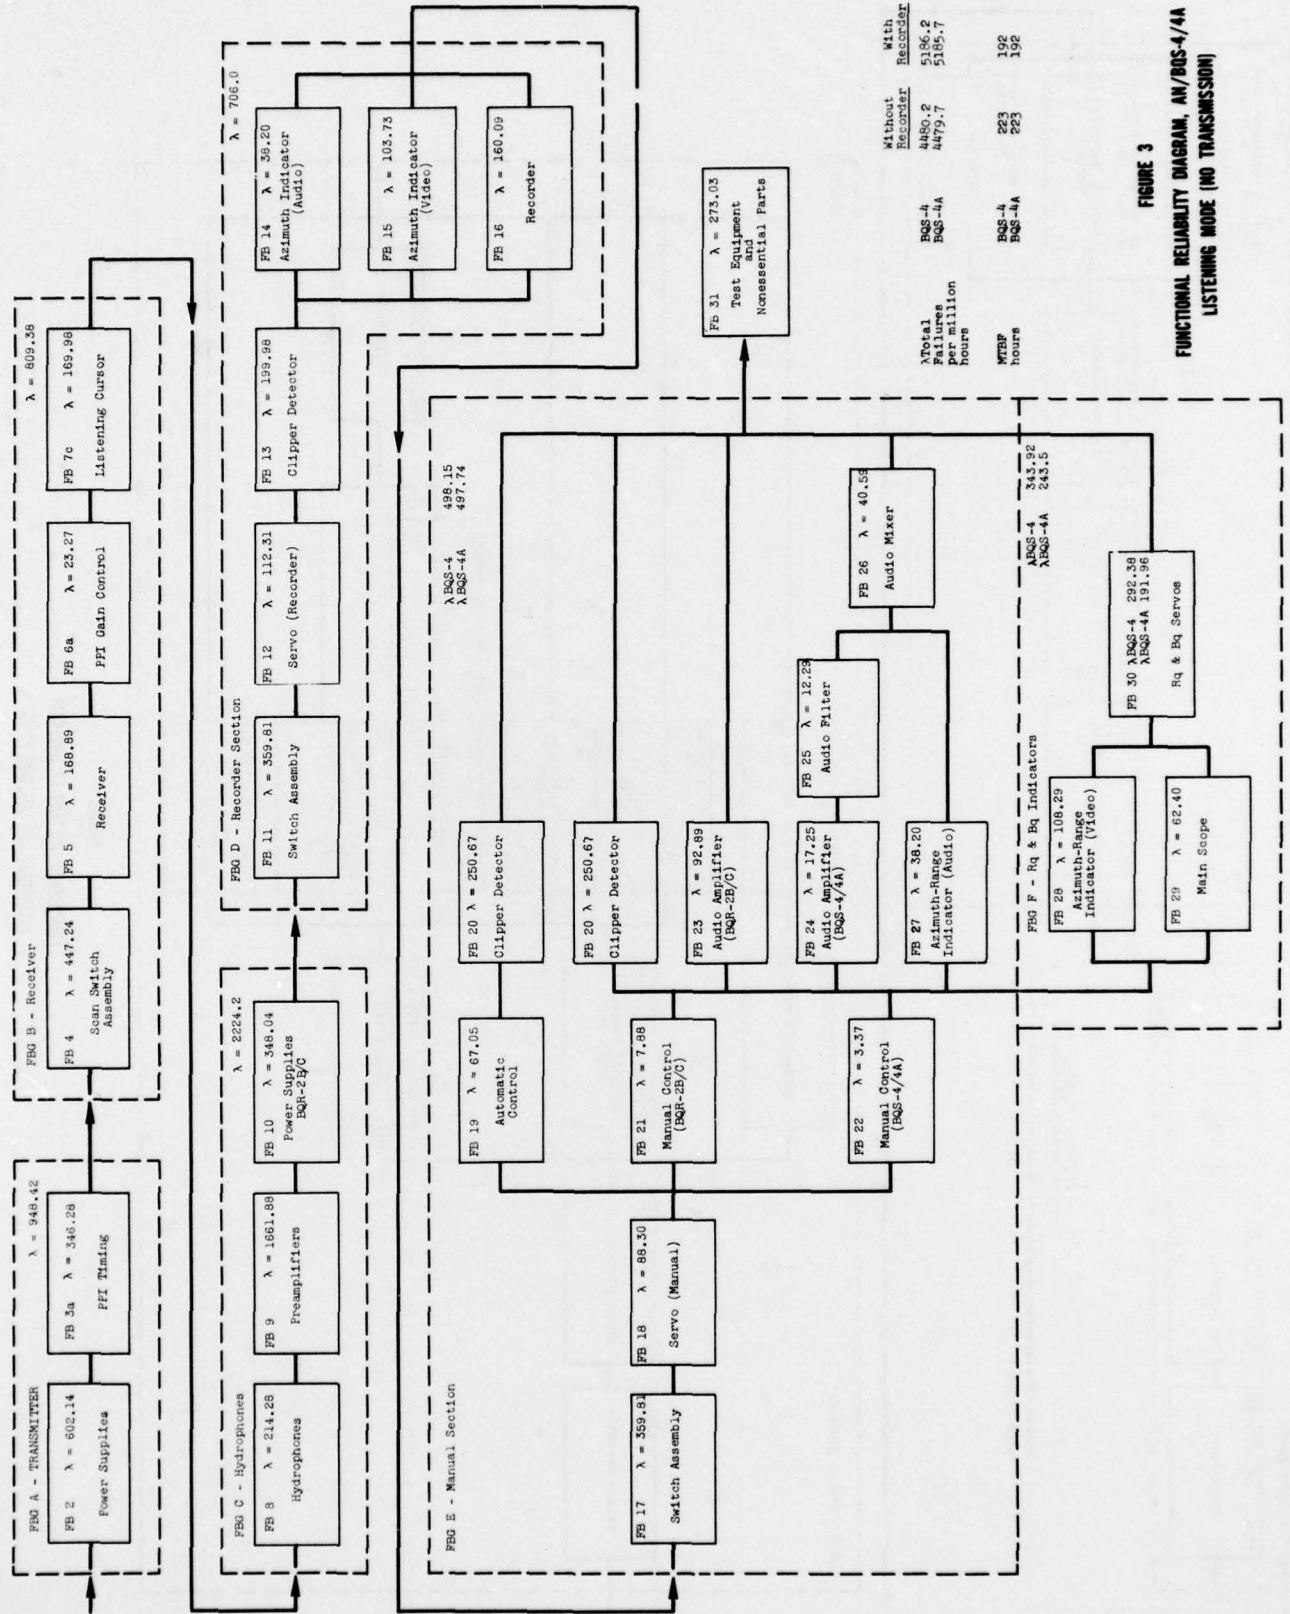 FBG A - TRANSMITTER
λ = 948.42
FB 2 λ = 602.14
Power Supplies
FB 3a λ = 346.28
PPI Timing
FBG B - Receiver
λ = 809.38
FB 4 λ = 447.24
Scan Switch
Assembly
FB 5 λ = 168.89
Receiver
FB 6a λ = 23.27
PPI Gain Control
FB 7c λ = 169.98
Listening Cursor
FBG C - Hydrophones
λ = 2224.2
FB 8 λ = 214.28
Hydrophones
FB 9 λ = 1661.88
Preamplifiers
FB 10 λ = 348.04
Power Supplies
BQR-2B/C
FBG D - Recorder Section
λ = 706.0
FB 11 λ = 359.81
Switch Assembly
FB 12 λ = 112.31
Servo (Recorder)
FB 13 λ = 199.98
Clipper Detector
FB 14 λ = 38.20
Azimuth Indicator
(Audio)
FB 15 λ = 103.73
Azimuth Indicator
(Video)
FB 16 λ = 160.09
Recorder
FBG E - Manual Section
λBQS-4 498.15
λBQS-4A 497.74
FB 17 λ = 359.81
Switch Assembly
FB 18 λ = 88.30
Servo (Manual)
FB 19 λ = 67.05
Automatic
Control
FB 21 λ = 7.88
Manual Control
(BQR-2B/C)
FB 22 λ = 3.37
Manual Control
(BQS-4/4A)
FB 20 λ = 250.67
Clipper Detector
FB 20 λ = 250.67
Clipper Detector
FB 23 λ = 92.89
Audio Amplifier
(BQR-2B/C)
FB 24 λ = 17.25
Audio Amplifier
(BQS-4/4A)
FB 25 λ = 12.29
Audio Filter
FB 26 λ = 40.59
Audio Mixer
FB 27 λ = 38.20
Azimuth-Range
Indicator (Audio)
FBG F - Rq & Bq Indicators
λBQS-4 343.92
λBQS-4A 243.5
FB 28 λ = 108.29
Azimuth-Range
Indicator (Video)
FB 29 λ = 62.40
Main Scope
FB 30 λBQS-4 292.38
λBQS-4A 191.96
Rq & Bq Servos
FB 31 λ = 273.03
Test Equipment
and
Nonessential Parts
Without With
Recorder Recorder
λTotal BQS-4 4480.2 5186.2
Failures BQS-4A 4479.7 5185.7
per million
hours
MTBF BQS-4 223 192
hours BQS-4A 223 192
FIGURE 3
FUNCTIONAL RELIABILITY DIAGRAM, AN/BQS-4/4A
LISTENING MODE (NO TRANSMISSION)